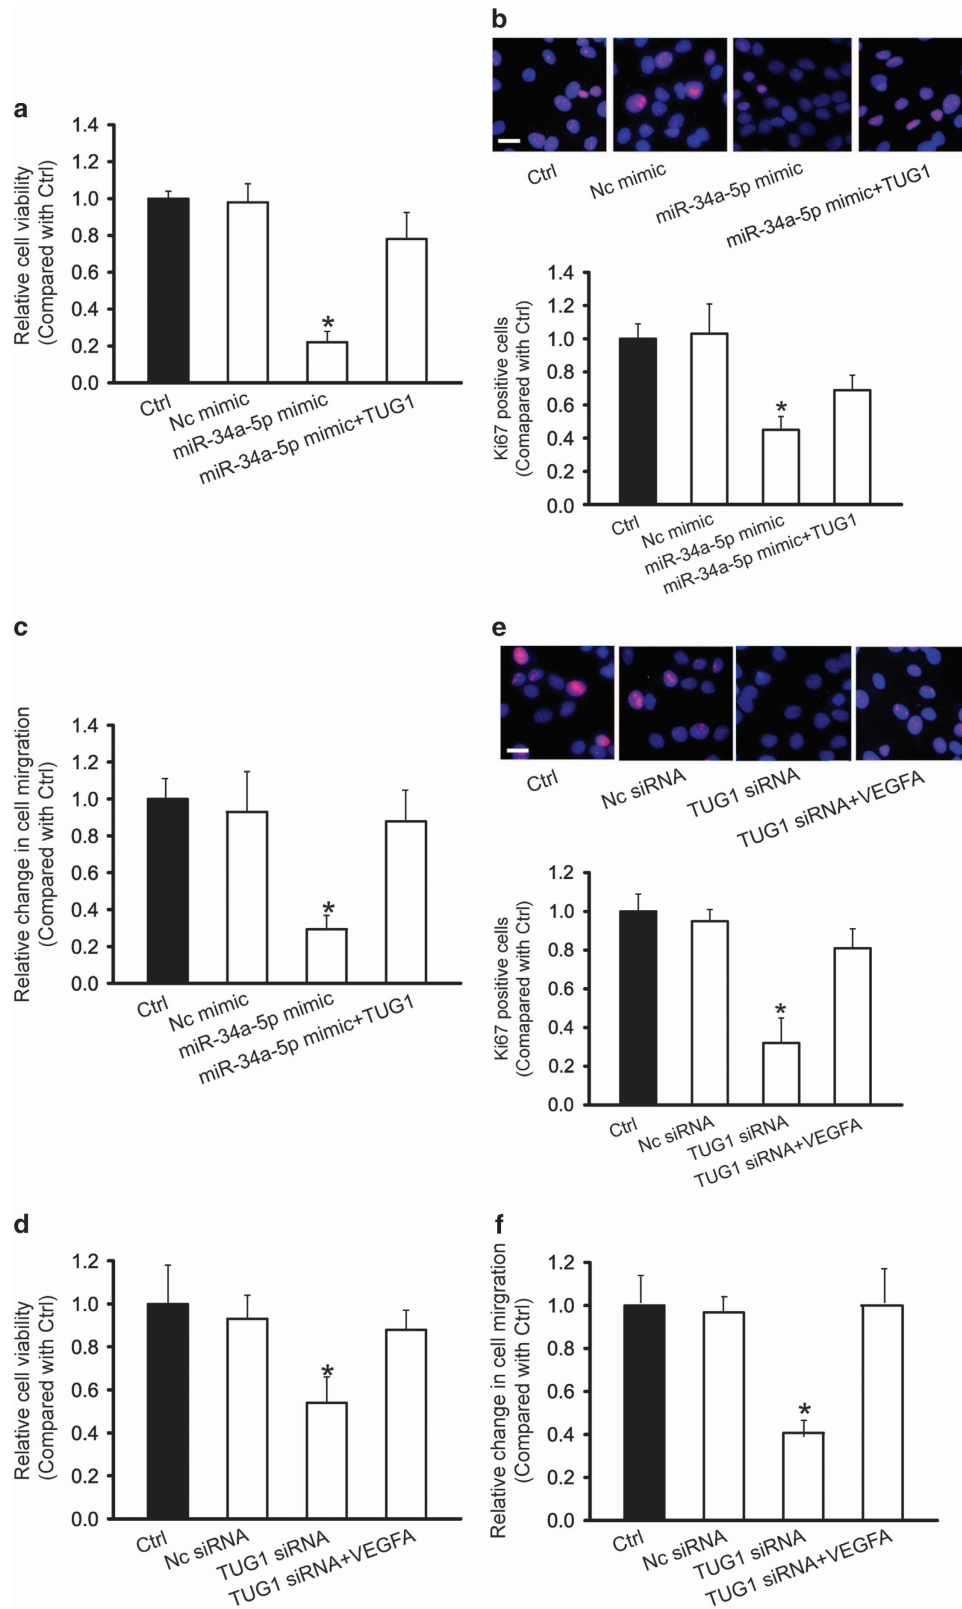 a
Relative cell viability
(Compared with Ctrl)
1.4
1.2
1.0
0.8
0.6
0.4
0.2
0.0
*
Ctrl
Nc mimic
miR-34a-5p mimic
miR-34a-5p mimic+TUG1
b
Ctrl
Nc mimic
miR-34a-5p mimic
miR-34a-5p mimic+TUG1
Ki67 positive cells
(Comapared with Ctrl)
1.4
1.2
1.0
0.8
0.6
0.4
0.2
0.0
*
Ctrl
Nc mimic
miR-34a-5p mimic
miR-34a-5p mimic+TUG1
c
Relative change in cell mirgration
(Compared with Ctrl)
1.4
1.2
1.0
0.8
0.6
0.4
0.2
0.0
*
Ctrl
Nc mimic
miR-34a-5p mimic
miR-34a-5p mimic+TUG1
e
Ctrl
Nc siRNA
TUG1 siRNA
TUG1 siRNA+VEGFA
Ki67 positive cells
(Comapared with Ctrl)
1.2
1.0
0.8
0.6
0.4
0.2
0.0
*
Ctrl
Nc siRNA
TUG1 siRNA
TUG1 siRNA+VEGFA
d
Relative cell viability
(Compared with Ctrl)
1.2
1.0
0.8
0.6
0.4
0.2
0.0
*
Ctrl
Nc siRNA
TUG1 siRNA
TUG1 siRNA+VEGFA
f
Relative change in cell mirgration
(Compared with Ctrl)
1.2
1.0
0.8
0.6
0.4
0.2
0.0
*
Ctrl
Nc siRNA
TUG1 siRNA
TUG1 siRNA+VEGFA